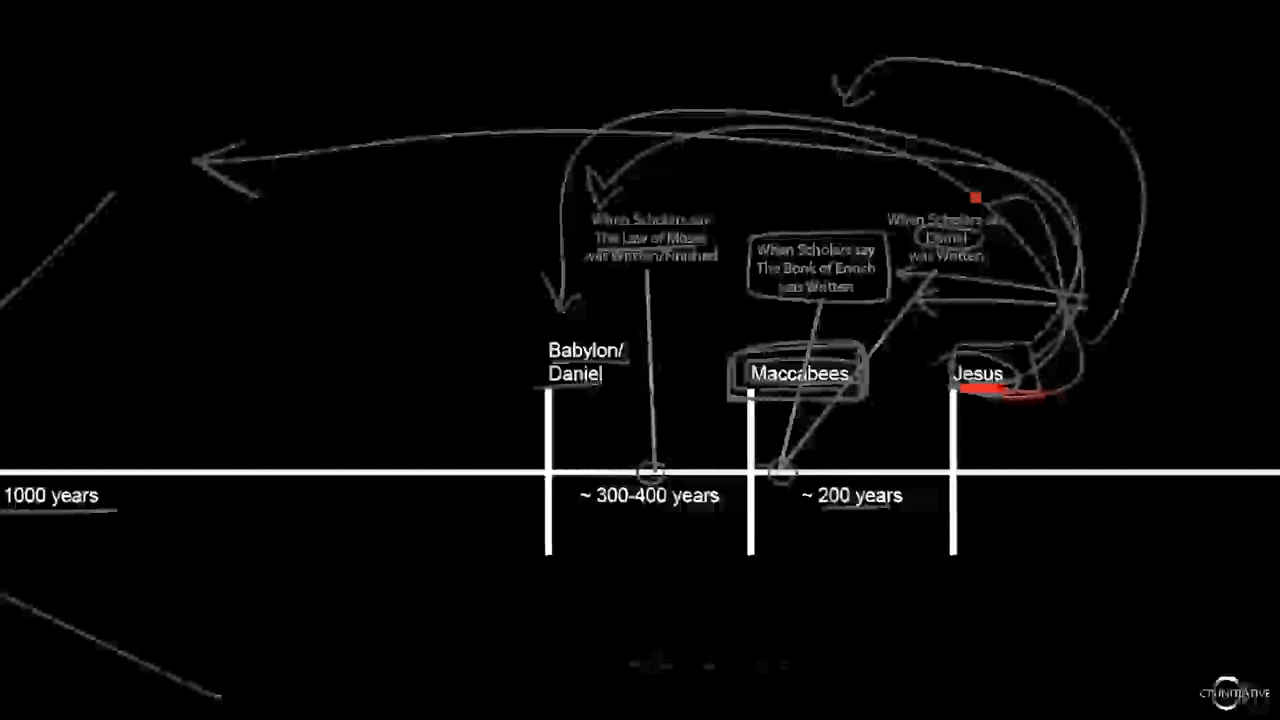 When Scholars say
The Law of Moses
was Written/Finished
When Scholars say
The Book of Enoch
was Written
When Scholars
Daniel
was Written
Babylon/
Daniel
Maccabees
Jesus
1000 years
~ 300-400 years
~ 200 years